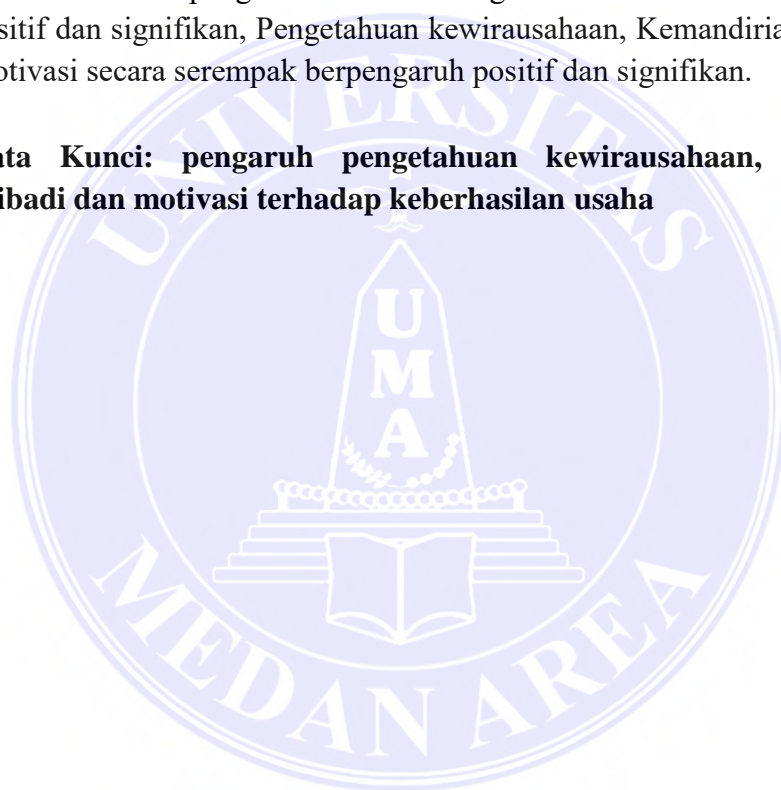 sitif dan signifikan, Pengetahuan kewirausahaan, Kemandiria
otivasi secara serempak berpengaruh positif dan signifikan.
ata Kunci: pengaruh pengetahuan kewirausahaan,
ibadi dan motivasi terhadap keberhasilan usaha
UNIVERSITAS
U
M
A
MEDAN AREA